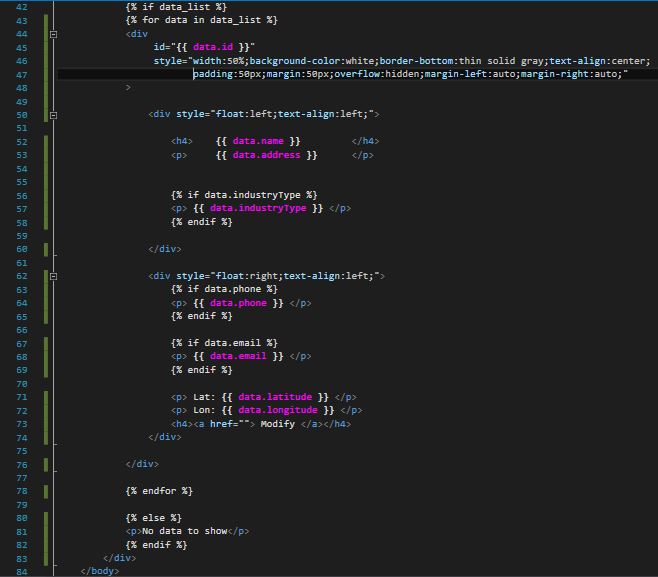 42 {% if data_list %}
43 {% for data in data_list %}
44 <div
45 id="{{ data.id }}"
46 style="width:50%;background-color:white;border-bottom:thin solid gray;text-align:center;
47 padding:50px;margin:50px;overflow:hidden;margin-left:auto;margin-right:auto;"
48 >
49
50 <div style="float:left;text-align:left;">
51
52 <h4> {{ data.name }} </h4>
53 <p> {{ data.address }} </p>
54
55
56 {% if data.industryType %}
57 <p> {{ data.industryType }} </p>
58 {% endif %}
59
60 </div>
61
62 <div style="float:right;text-align:left;">
63 {% if data.phone %}
64 <p> {{ data.phone }} </p>
65 {% endif %}
66
67 {% if data.email %}
68 <p> {{ data.email }} </p>
69 {% endif %}
70
71 <p> Lat: {{ data.latitude }} </p>
72 <p> Lon: {{ data.longitude }} </p>
73 <h4><a href=""> Modify </a></h4>
74 </div>
75
76 </div>
77
78 {% endfor %}
79
80 {% else %}
81 <p>No data to show</p>
82 {% endif %}
83 </div>
84 </body>